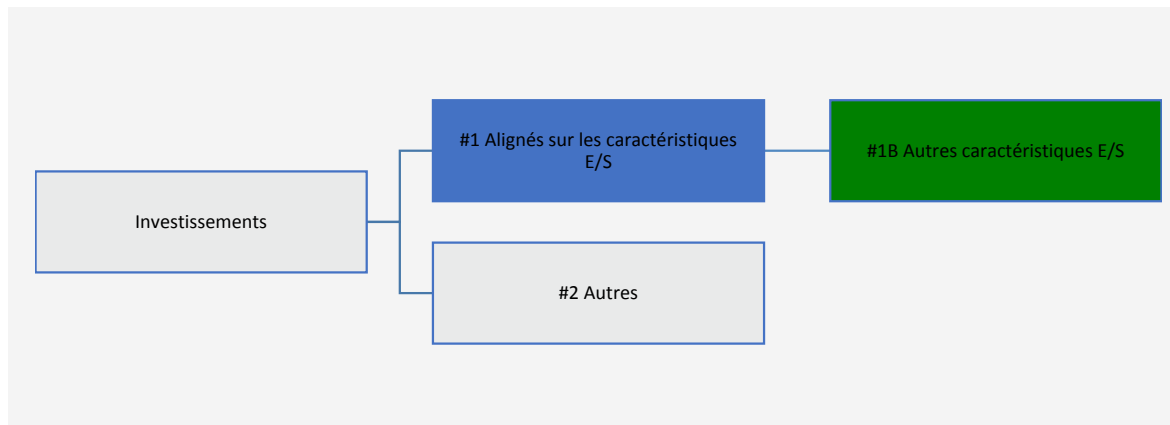 #1 Alignés sur les caractéristiques
E/S
#1B Autres caractéristiques E/S
Investissements
#2 Autres